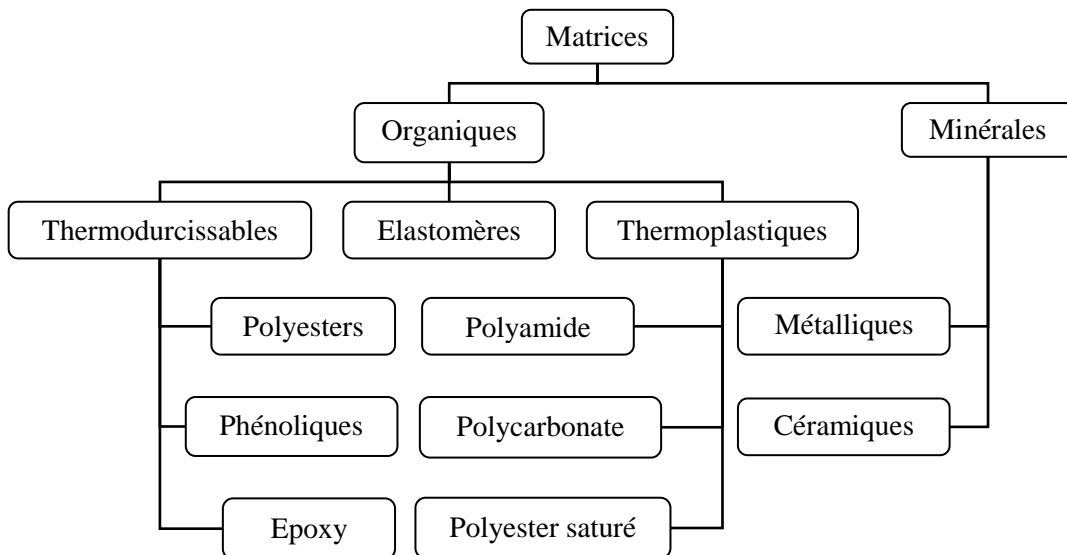 Matrices
Organiques
Minérales
Thermodurcissables
Elastomères
Thermoplastiques
Polyesters
Polyamide
Métalliques
Phénoliques
Polycarbonate
Céramiques
Epoxy
Polyester saturé